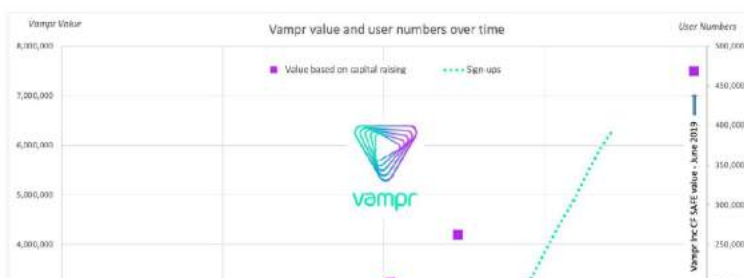 Vampr Value
Vampr value and user numbers over time
User Numbers
8,000,000
500,000
Value based on capital raising
Sign-ups
450,000
7,000,000
400,000
6,000,000
350,000
vampr
5,000,000
300,000
4,000,000
250,000
Vampr Inc CF SAFE value - June 2019